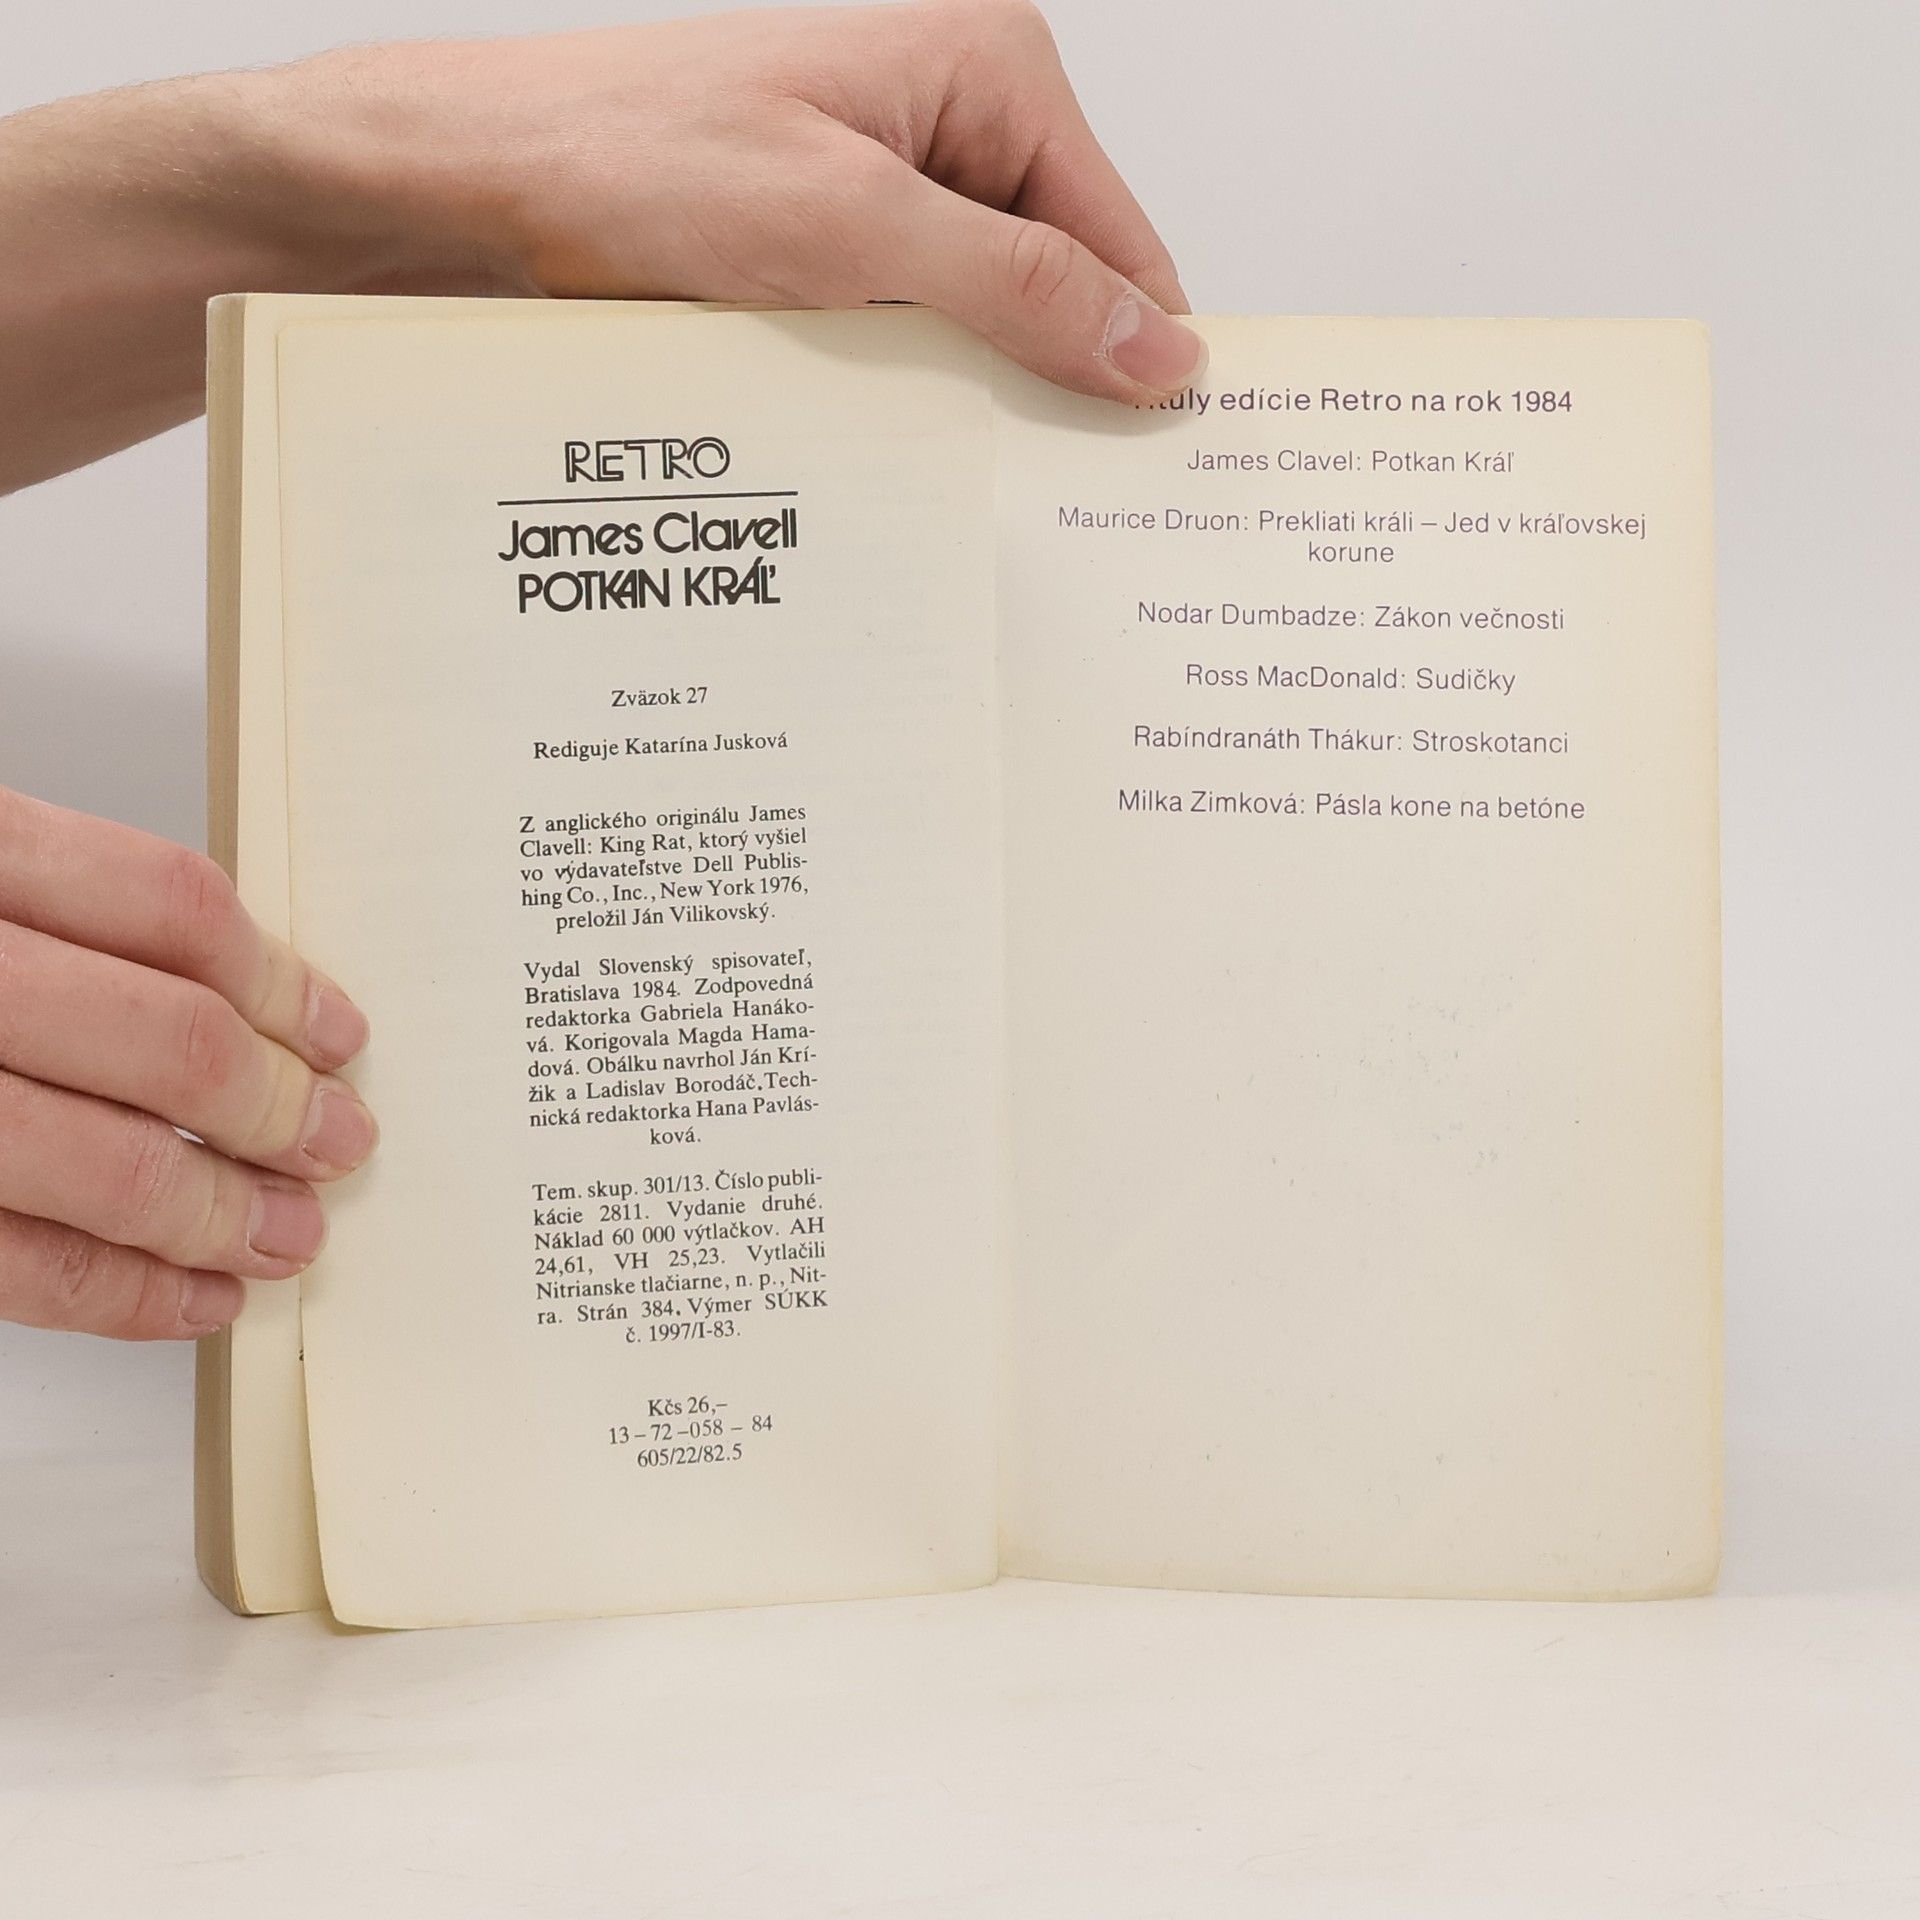 RETRO
James Clavell
POTKAN KRÁĽ
Zväzok 27
Rediguje Katarína Jusková
Z anglického originálu James
Clavell: King Rat, ktorý vyšiel
vo vydavateľstve Dell Publis-
hing Co., Inc., New York 1976,
preložil Ján Vilikovský.
Vydal Slovenský spisovateľ,
Bratislava 1984. Zodpovedná
redaktorka Gabriela Hanáko-
vá. Korigovala Magda Hama-
dová. Obálku navrhol Ján Krí-
žik a Ladislav Borodáč. Tech-
nická redaktorka Hana Pavlás-
ková.
Tem. skup. 301/13. Číslo publi-
kácie 2811. Vydanie druhé.
Náklad 60 000 výtlačkov. AH
24,61, VH 25,23. Vytlačili
Nitrianske tlačiarne, n. p., Nit-
ra. Strán 384. Výmer SÚKK
č. 1997/I-83.
Kčs 26,–
13 – 72 –058 – 84
605/22/82.5
edície Retro na rok 1984
James Clavel: Potkan Kráľ
Maurice Druon: Prekliati králi – Jed v kráľovskej
korune
Nodar Dumbadze: Zákon večnosti
Ross MacDonald: Sudičky
Rabíndranáth Thákur: Stroskotanci
Milka Zimková: Pásla kone na betóne